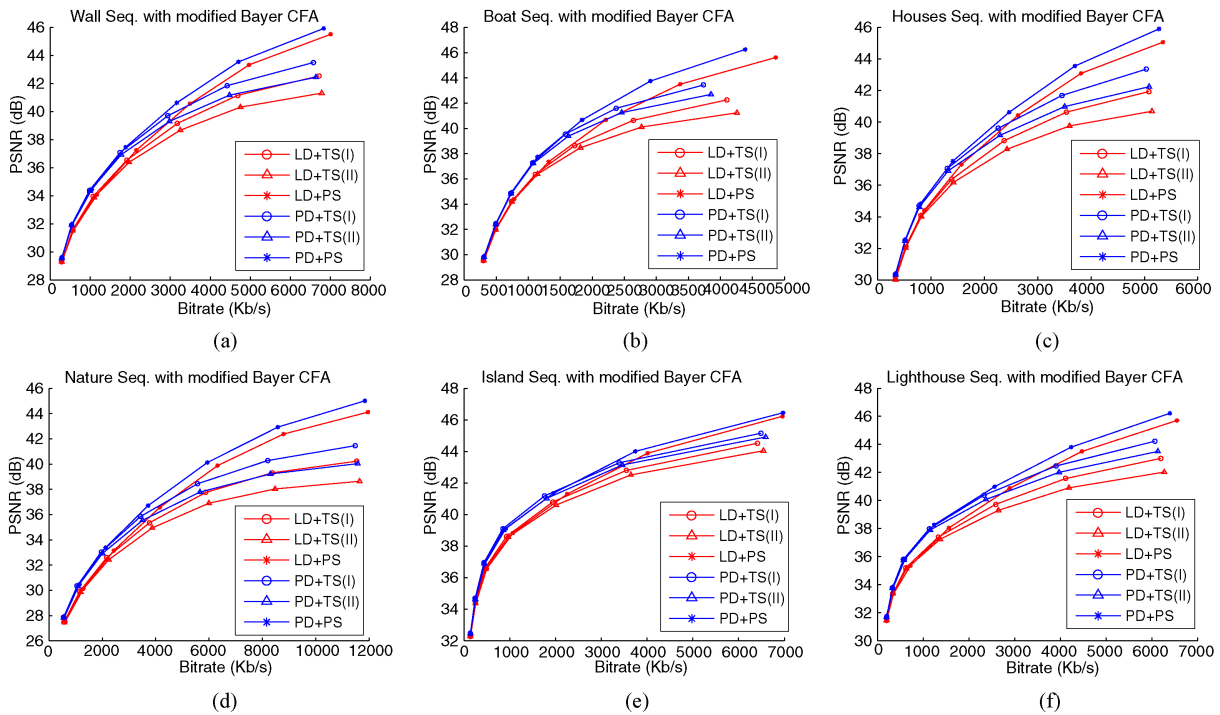 Wall Seq. with modified Bayer CFA
PSNR (dB)
46
44
42
40
38
36
34
32
30
28
LD+TS(I)
LD+TS(II)
LD+PS
PD+TS(I)
PD+TS(II)
PD+PS
0 1000 2000 3000 4000 5000 6000 7000 8000
Bitrate (Kb/s)
(a)
Boat Seq. with modified Bayer CFA
PSNR (dB)
48
46
44
42
40
38
36
34
32
30
28
LD+TS(I)
LD+TS(II)
LD+PS
PD+TS(I)
PD+TS(II)
PD+PS
0 500 1000 1500 2000 2500 3000 3500 4000 4500 5000
Bitrate (Kb/s)
(b)
Houses Seq. with modified Bayer CFA
PSNR (dB)
46
44
42
40
38
36
34
32
30
LD+TS(I)
LD+TS(II)
LD+PS
PD+TS(I)
PD+TS(II)
PD+PS
0 1000 2000 3000 4000 5000 6000
Bitrate (Kb/s)
(c)
Nature Seq. with modified Bayer CFA
PSNR (dB)
46
44
42
40
38
36
34
32
30
28
26
LD+TS(I)
LD+TS(II)
LD+PS
PD+TS(I)
PD+TS(II)
PD+PS
0 2000 4000 6000 8000 10000 12000
Bitrate (Kb/s)
(d)
Island Seq. with modified Bayer CFA
PSNR (dB)
48
46
44
42
40
38
36
34
32
LD+TS(I)
LD+TS(II)
LD+PS
PD+TS(I)
PD+TS(II)
PD+PS
0 1000 2000 3000 4000 5000 6000 7000
Bitrate (Kb/s)
(e)
Lighthouse Seq. with modified Bayer CFA
PSNR (dB)
48
46
44
42
40
38
36
34
32
30
LD+TS(I)
LD+TS(II)
LD+PS
PD+TS(I)
PD+TS(II)
PD+PS
0 1000 2000 3000 4000 5000 6000 7000
Bitrate (Kb/s)
(f)